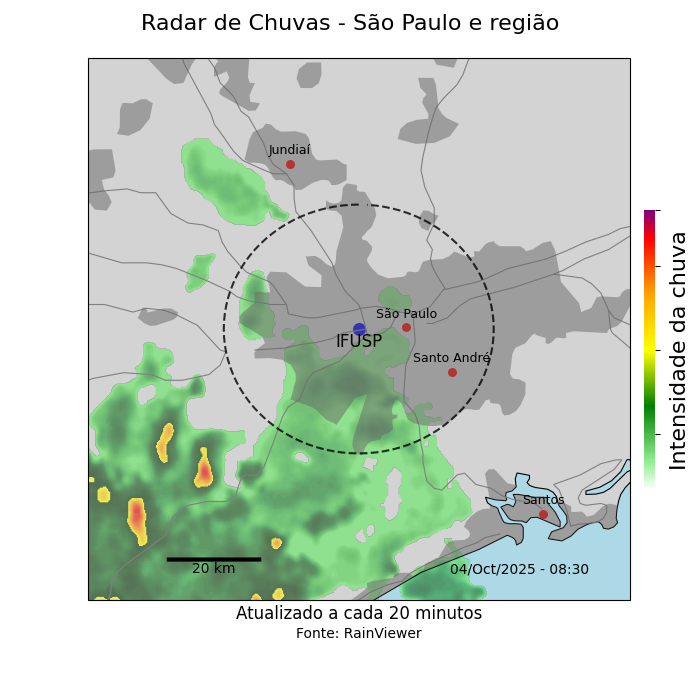 Radar de Chuvas - São Paulo e região
Jundiaí
São Paulo
IFUSP
Santo André
Santos
20 km
04/Oct/2025 - 08:30
Intensidade da chuva
Atualizado a cada 20 minutos
Fonte: RainViewer